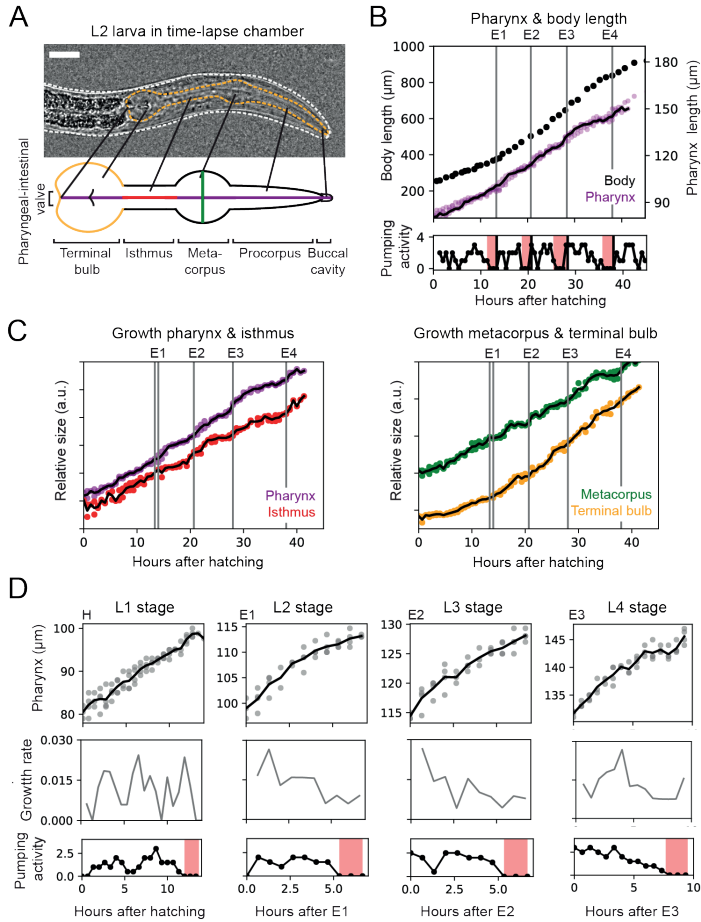 A
L2 larva in time-lapse chamber
Pharyngeal-intestinal
valve
Terminal
bulb
Isthmus
Meta-
corpus
Procorpus
Buccal
cavity
B
Pharynx & body length
E1
E2
E3
E4
1000
800
600
400
200
Body length (µm)
180
150
120
90
Pharynx length (µm)
Body
Pharynx
4
0
Pumping
activity
0
10
20
30
40
Hours after hatching
C
Growth pharynx & isthmus
E1
E2
E3
E4
Relative size (a.u.)
Pharynx
Isthmus
0
10
20
30
40
Hours after hatching
Growth metacorpus & terminal bulb
E1
E2
E3
E4
Relative size (a.u.)
Metacorpus
Terminal bulb
0
10
20
30
40
Hours after hatching
D
H
L1 stage
E1
L2 stage
E2
L3 stage
E3
L4 stage
Pharynx (µm)
100
90
80
115
110
105
100
130
125
120
115
145
140
135
Growth rate
0.030
0.015
0.000
0
10
Pumping
activity
2.5
0.0
0
5
10
Hours after hatching
0.0
2.5
5.0
Hours after E1
0.0
2.5
5.0
Hours after E2
0
5
10
Hours after E3